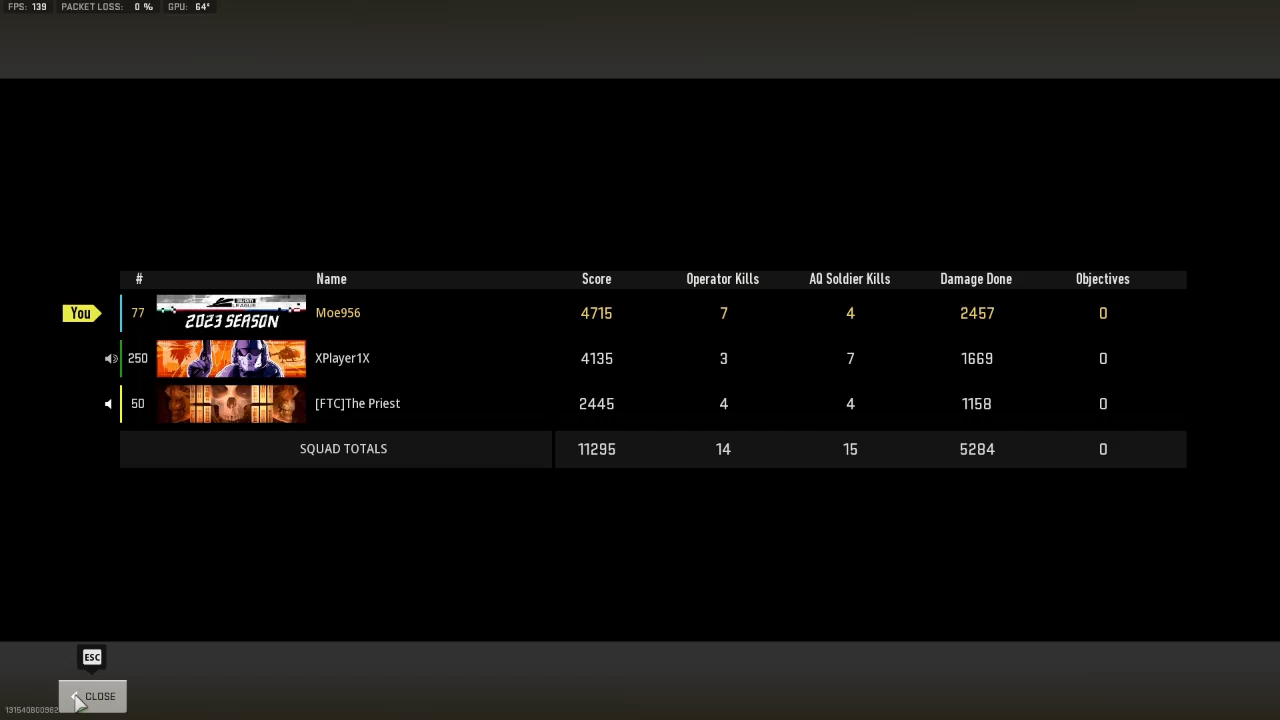 FPS: 139 PACKET LOSS: 0 % GPU: 64°
# Name Score Operator Kills AQ Soldier Kills Damage Done Objectives
You 77 2023 SEASON Moe956 4715 7 4 2457 0
250 XPlayer1X 4135 3 7 1669 0
50 [FTC]The Priest 2445 4 4 1158 0
SQUAD TOTALS 11295 14 15 5284 0
ESC
CLOSE